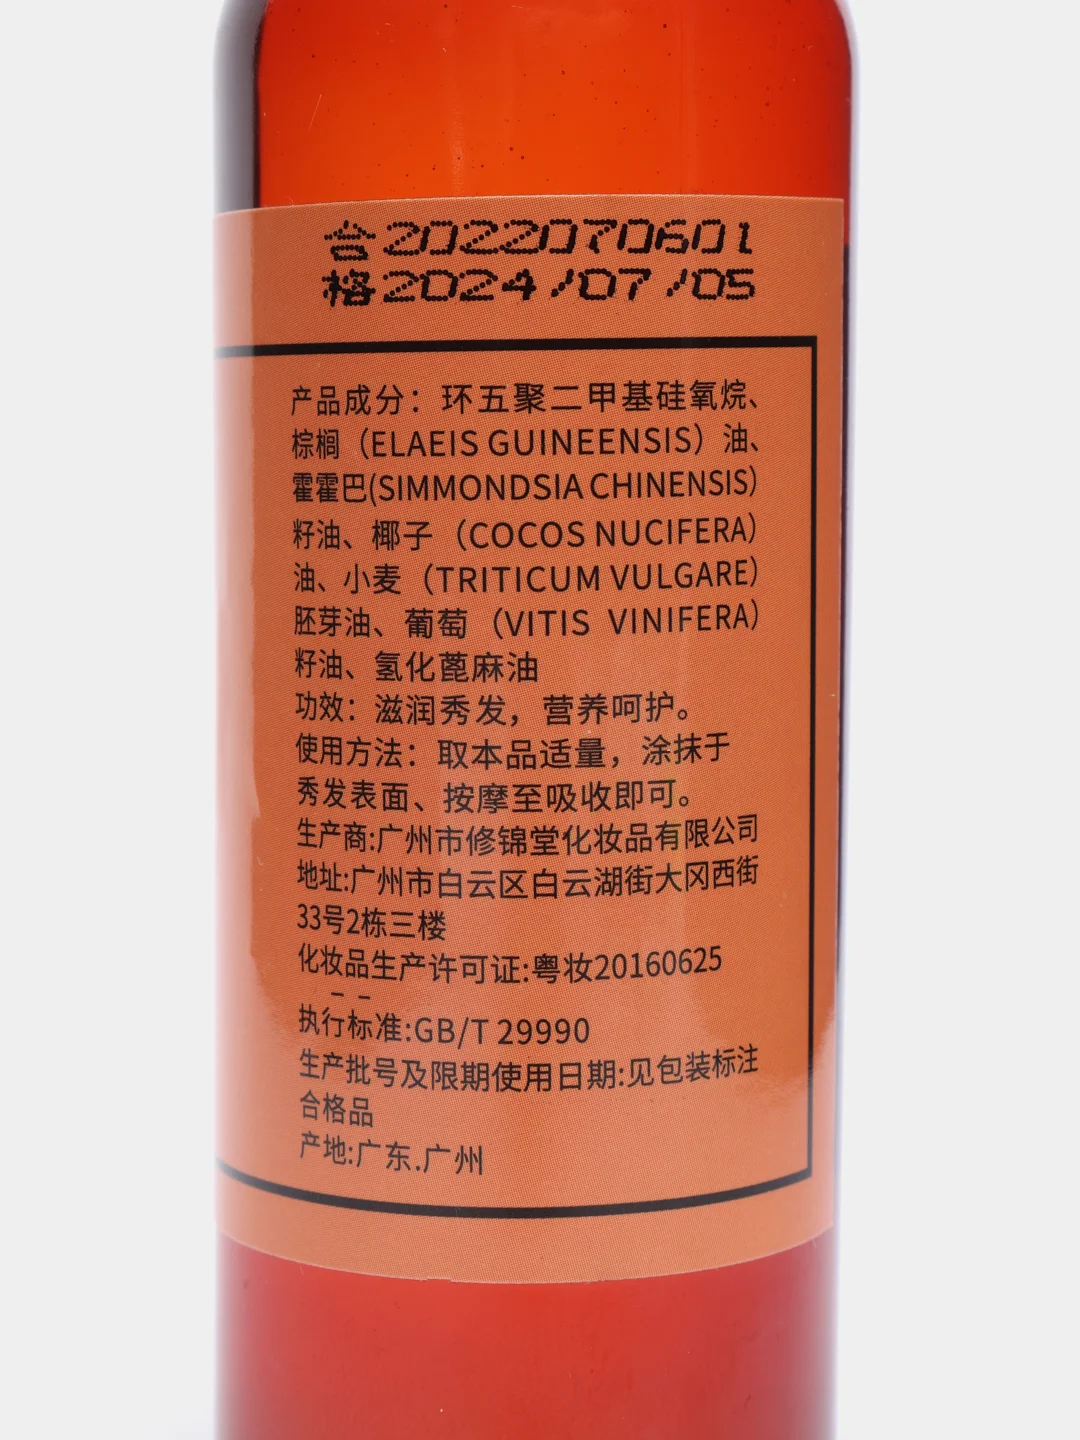 合2022070601
格2024/07/05
产品成分：环五聚二甲基硅氧烷、
棕榈（ELAEIS GUINEENSIS）油、
霍霍巴(SIMMONDSIA CHINENSIS)
籽油、椰子（COCOS NUCIFERA）
油、小麦（TRITICUM VULGARE）
胚芽油、葡萄（VITIS VINIFERA）
籽油、氢化蓖麻油
功效：滋润秀发，营养呵护。
使用方法：取本品适量，涂抹于
秀发表面、按摩至吸收即可。
生产商:广州市修锦堂化妆品有限公司
地址:广州市白云区白云湖街大冈西街
33号2栋三楼
化妆品生产许可证:粤妆20160625
执行标准:GB/T 29990
生产批号及限期使用日期:见包装标注
合格品
产地:广东.广州